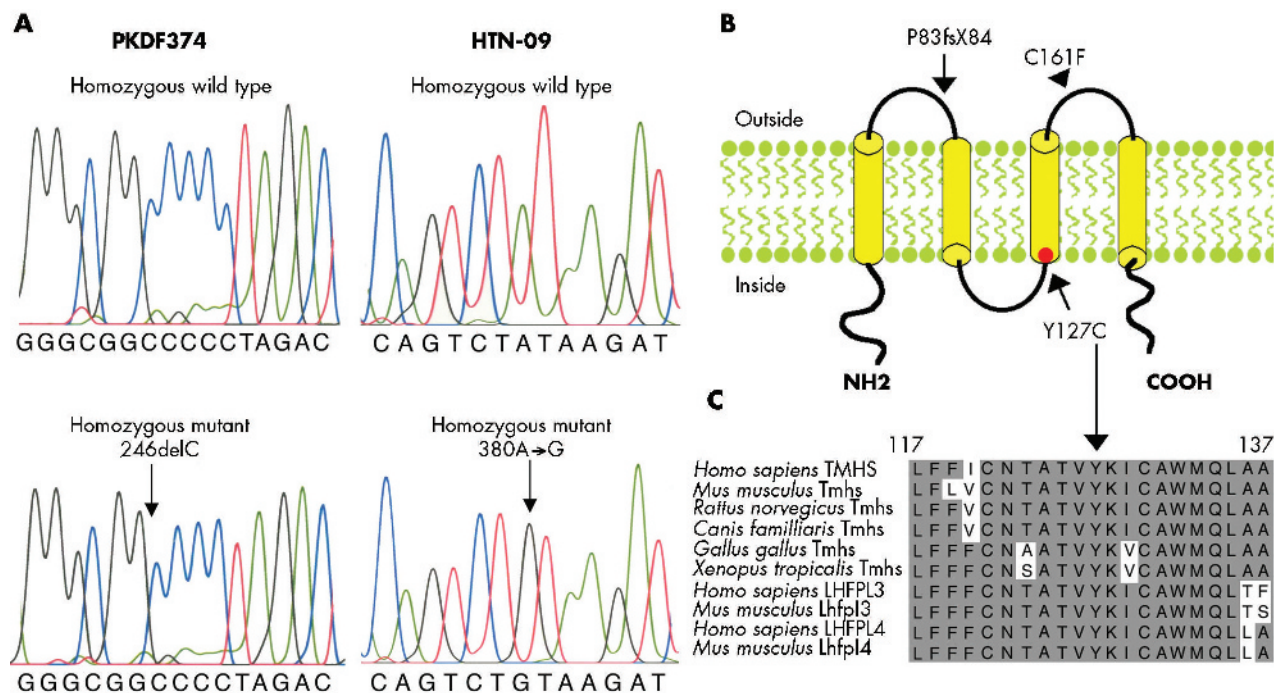 A
PKDF374
HTN-09
Homozygous wild type
Homozygous wild type
GGGCGGCCCCCTAGAC
CAGTCTATAAGAT
Homozygous mutant
246delC
Homozygous mutant
380A→G
GGGCGGCCCCTAGAC
CAGTCTGTAAGAT
B
P83fsX84
C161F
Outside
Inside
Y127C
NH2
COOH
C
117
137
Homo sapiens TMHS LFFICNTATVYKICAWMQLAA
Mus musculus Tmhs LFLVCNTATVYKICAWMQLAA
Rattus norvegicus Tmhs LFFVCNTATVYKICAWMQLAA
Canis familliaris Tmhs LFFVCNTATVYKICAWMQLAA
Gallus gallus Tmhs LFFFCNAATVYKVCAWMQLAA
Xenopus tropicalis Tmhs LFFFCNSATVYKVCAWMQLAA
Homo sapiens LHFPL3 LFFFCNTATVYKICAWMQLTF
Mus musculus Lhfpl3 LFFFCNTATVYKICAWMQLTS
Homo sapiens LHFPL4 LFFFCNTATVYKICAWMQLLA
Mus musculus Lhfpl4 LFFFCNTATVYKICAWMQLLA